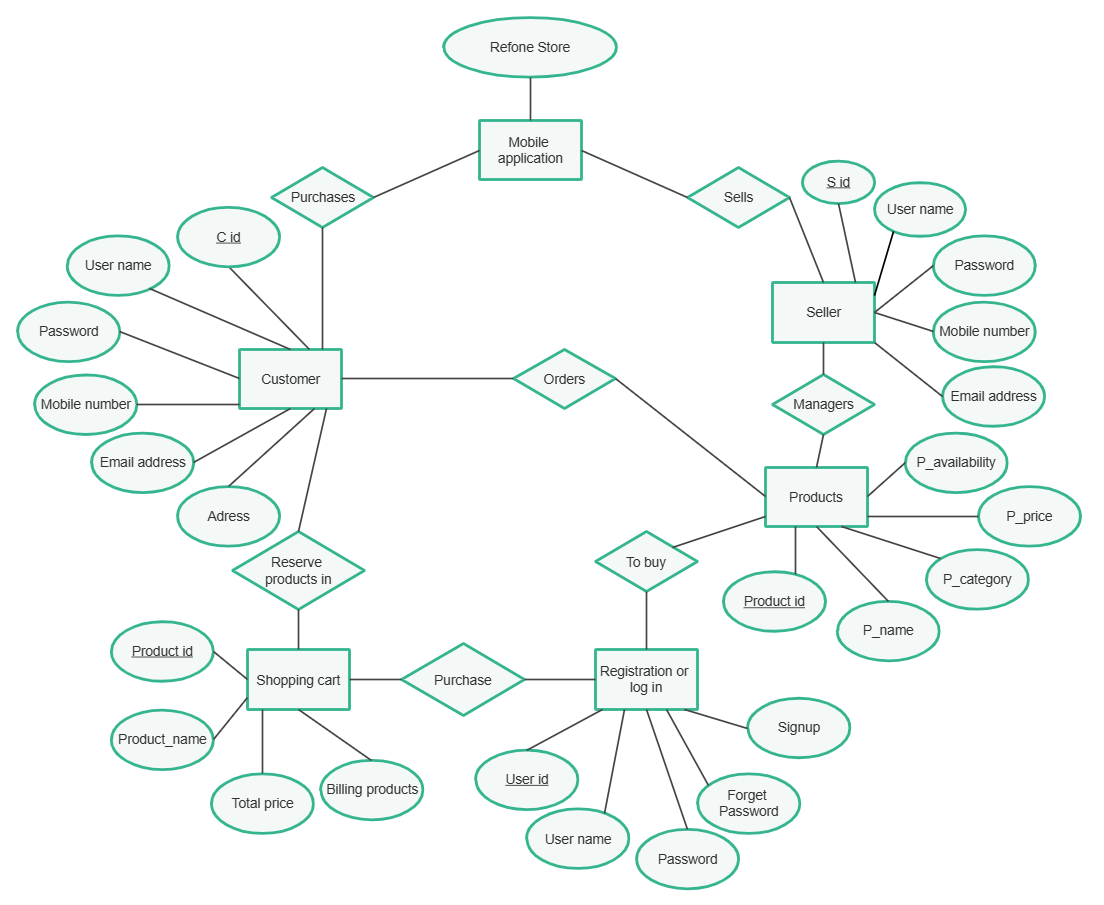 Refone Store
Mobile
application
Purchases
Sells
S id
User name
C id
User name
Password
Password
Seller
Mobile number
Customer
Orders
Mobile number
Managers
Email address
Email address
P_availability
Adress
Products
P_price
Reserve
products in
To buy
P_category
Product id
P_name
Product id
Shopping cart
Purchase
Registration or
log in
Signup
Product_name
User id
Billing products
Total price
Forget
Password
User name
Password